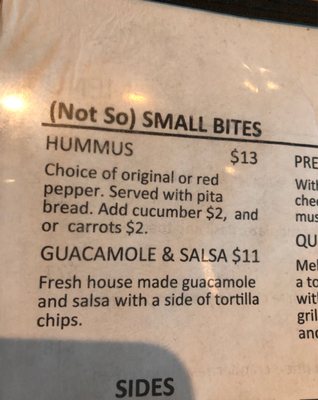 (Not So) SMALL BITES
HUMMUS $13
Choice of original or red
pepper. Served with pita
bread. Add cucumber $2, and
or carrots $2.
GUACAMOLE & SALSA $11
Fresh house made guacamole
and salsa with a side of tortilla
chips.
SIDES